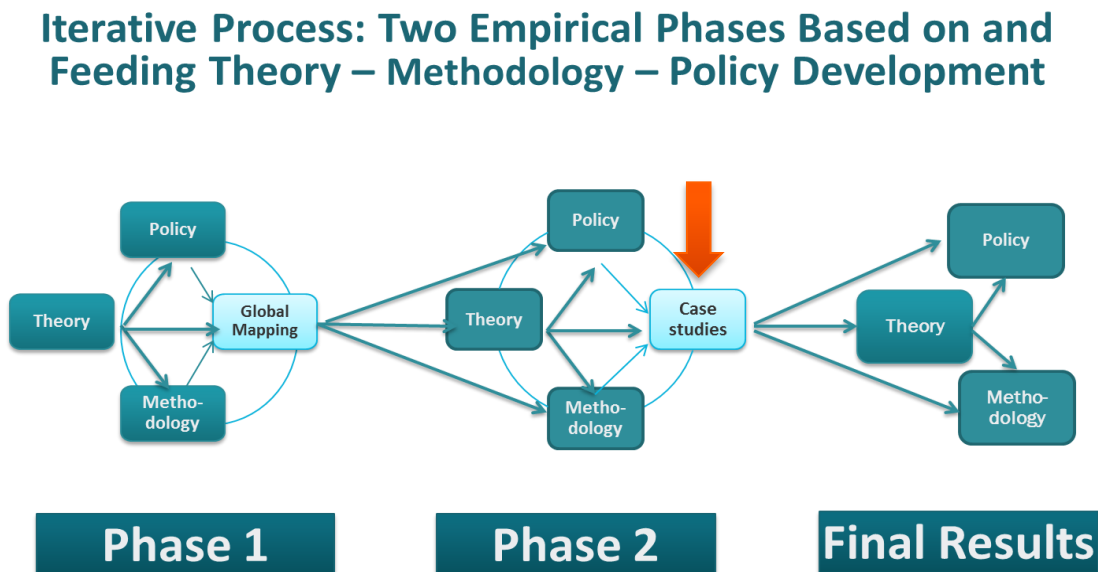 Iterative Process: Two Empirical Phases Based on and
Feeding Theory – Methodology – Policy Development
Policy
Theory
Global
Mapping
Metho-
dology
Policy
Theory
Case
studies
Metho-
dology
Policy
Theory
Metho-
dology
Phase 1
Phase 2
Final Results